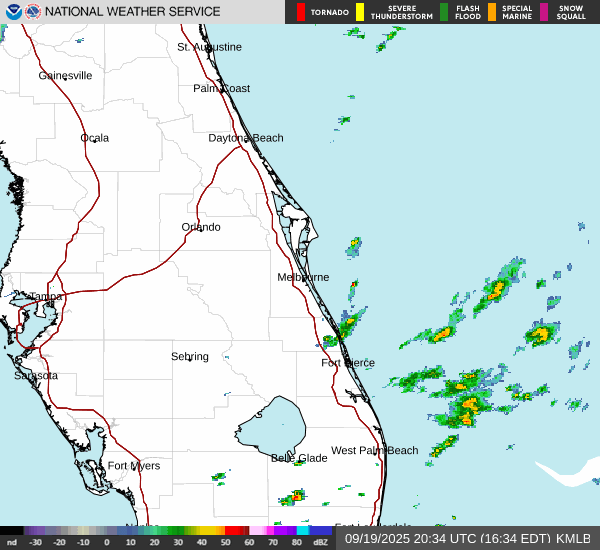 NATIONAL WEATHER SERVICE
TORNADO
SEVERE THUNDERSTORM
FLASH FLOOD
SPECIAL MARINE
SNOW SQUALL
St. Augustine
Gainesville
Palm Coast
Ocala
Daytona Beach
Orlando
Melbourne
Tampa
Sebring
Fort Pierce
Sarasota
West Palm Beach
Belle Glade
Fort Myers
nd -30 -20 -10 0 10 20 30 40 50 60 70 80 dBZ
09/19/2025 20:34 UTC (16:34 EDT) KMLB